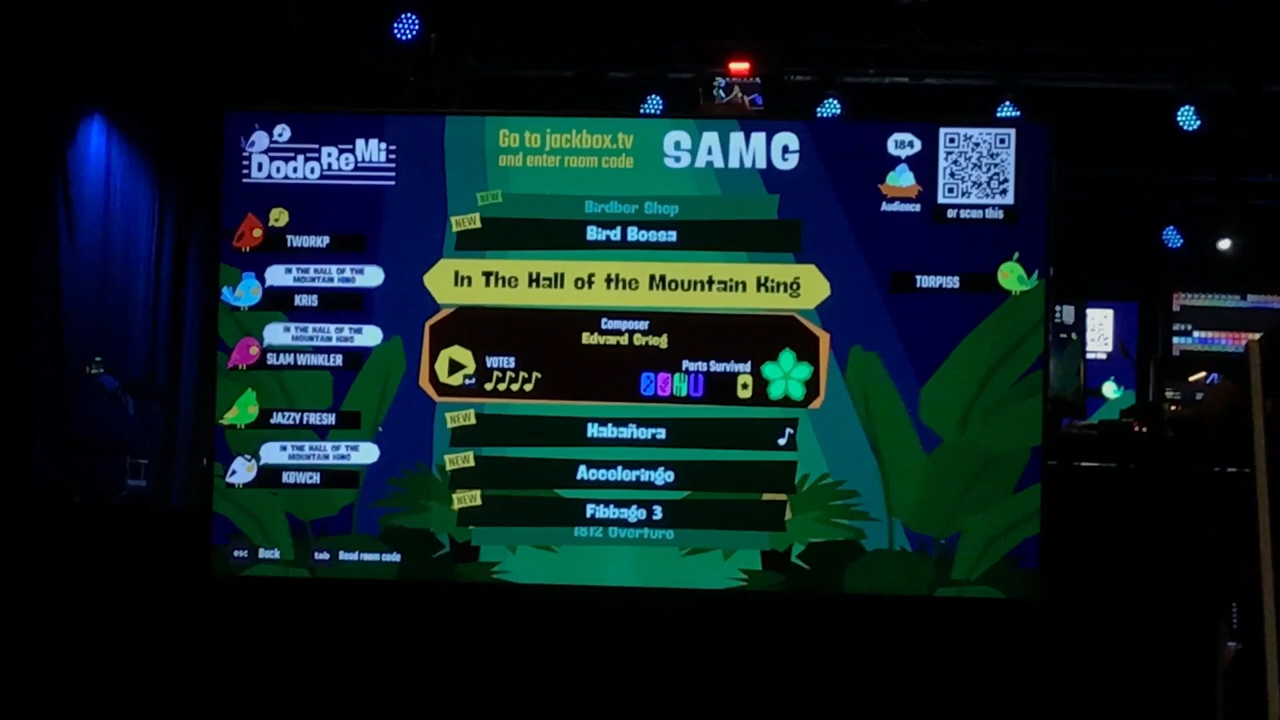 DodoReMi
Go to jackbox.tv
and enter room code
SAMG
184
Audience
or scan this
TWORKP
IN THE HALL OF THE
MOUNTAIN KING
KRIS
IN THE HALL OF THE
MOUNTAIN KING
SLAM WINKLER
JAZZY FRESH
IN THE HALL OF THE
MOUNTAIN KING
KØWCH
TORPISS
NEW
Birdbor Shop
NEW
Bird Bossa
In The Hall of the Mountain King
Composer
Edvard Grieg
VOTES
Parts Survived
NEW
Habañera
NEW
Acceleringo
NEW
Fibbage 3
1812 Overture
esc Back
tab Read room code